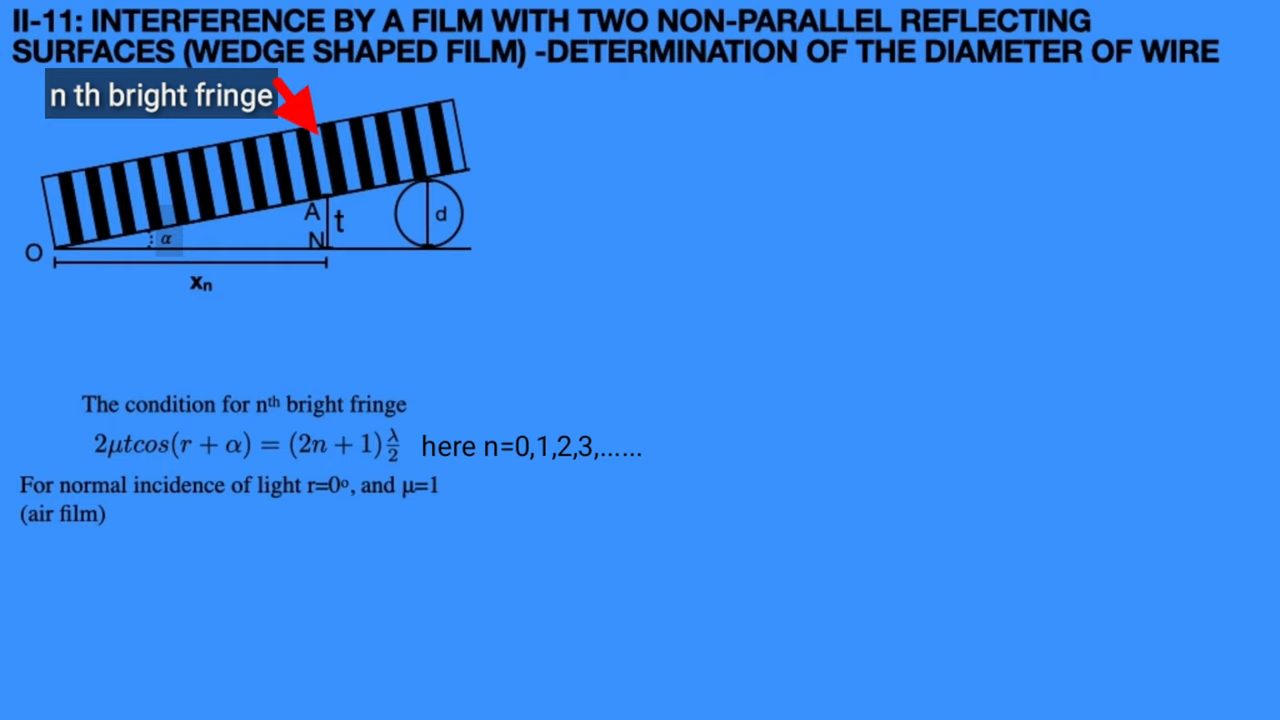 II-11: INTERFERENCE BY A FILM WITH TWO NON-PARALLEL REFLECTING
SURFACES (WEDGE SHAPED FILM) -DETERMINATION OF THE DIAMETER OF WIRE
n th bright fringe
A
t
d
α
N
O
xₙ
The condition for nᵗʰ bright fringe
2μtcos(r + α) = (2n + 1)λ/2 here n=0,1,2,3,......
For normal incidence of light r=0º, and μ=1
(air film)